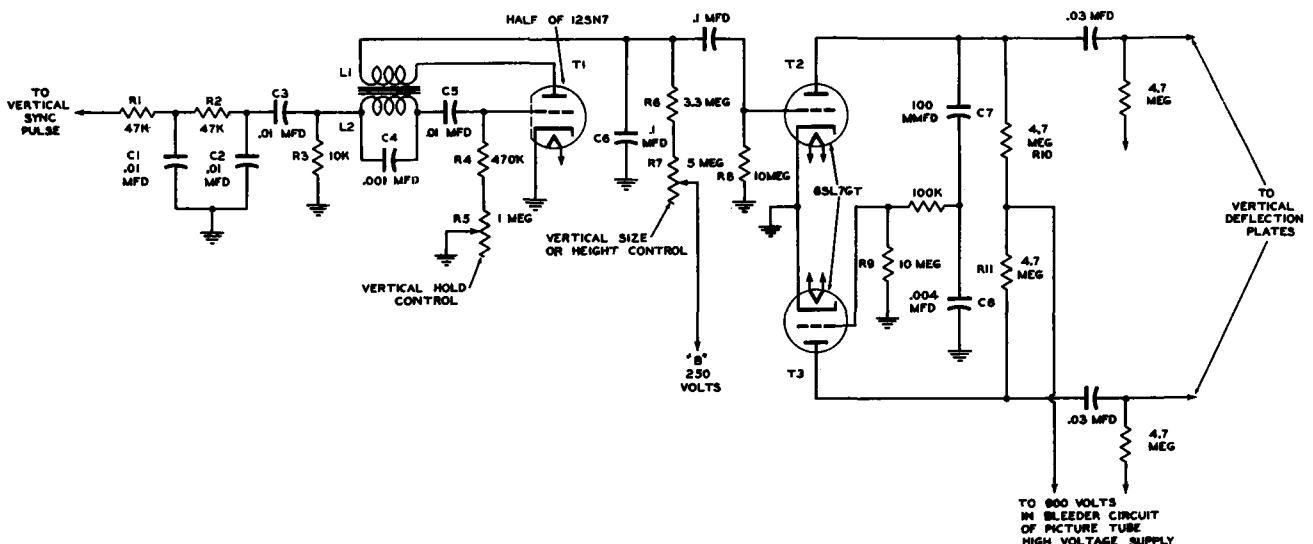 HALF OF 12SN7
.1 MFD
.03 MFD
T1
T2
L1
TO
VERTICAL
SYNC
PULSE
R1
47K
R2
47K
C3
.01 MFD
L2
C5
.01 MFD
C4
.001 MFD
C1
.01
MFD
C2
.01
MFD
R3
10K
R4
470K
R5
1 MEG
VERTICAL HOLD
CONTROL
C6
.1
MFD
R6
3.3 MEG
R7
5 MEG
VERTICAL SIZE
OR HEIGHT CONTROL
R8
10MEG
"B"
250
VOLTS
6SL7GT
100
MMFD
C7
4.7
MEG
R10
4.7
MEG
100K
R9
10 MEG
.004
MFD
C8
R11
4.7
MEG
TO
VERTICAL
DEFLECTION
PLATES
T3
.03 MFD
4.7
MEG
TO 900 VOLTS
IN BLEEDER CIRCUIT
OF PICTURE TUBE
HIGH VOLTAGE SUPPLY